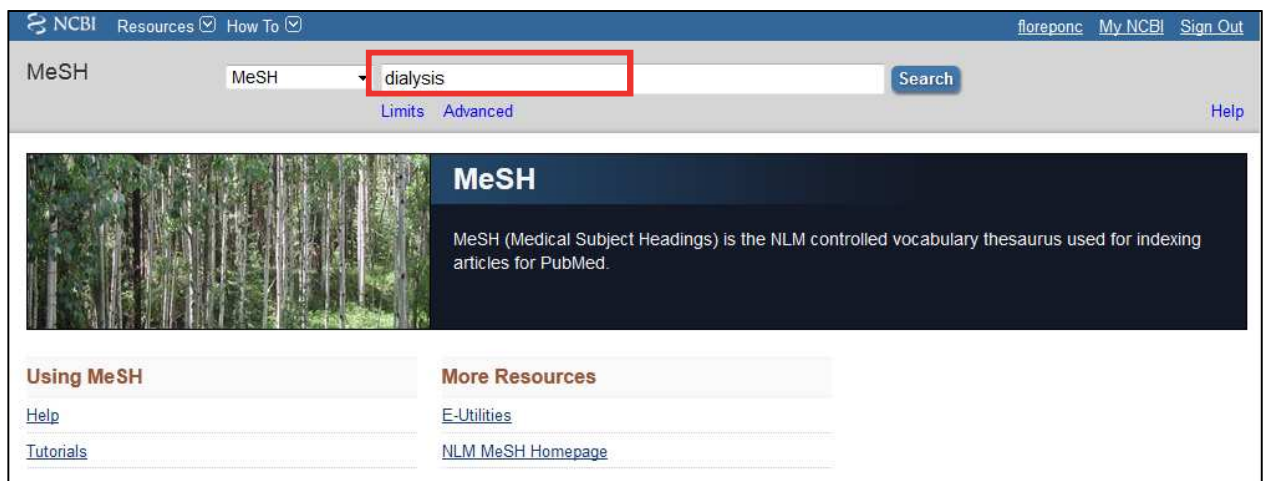 NCBI Resources How To floreponc My NCBI Sign Out
MeSH MeSH dialysis Search
Limits Advanced Help
MeSH
MeSH (Medical Subject Headings) is the NLM controlled vocabulary thesaurus used for indexing
articles for PubMed.
Using MeSH More Resources
Help E-Utilities
Tutorials NLM MeSH Homepage